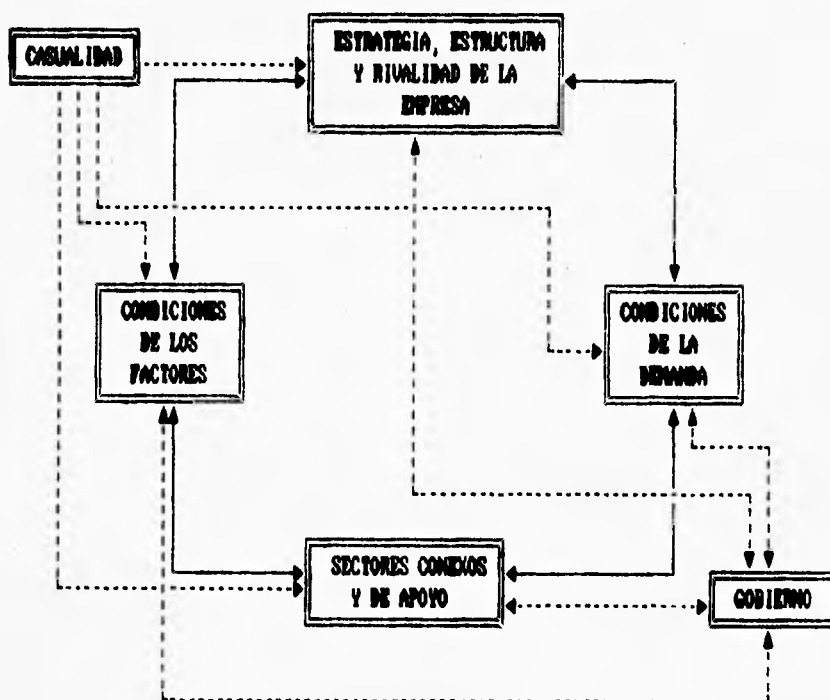 CASUALIDAD
ESTRATEGIA, ESTRUCTURA
Y RIVALIDAD DE LA
EMPRESA
CONDICIONES
DE LOS
FACTORES
CONDICIONES
DE LA
DEMANDA
SECTORES CONEXOS
Y DE APOYO
GOBIERNO